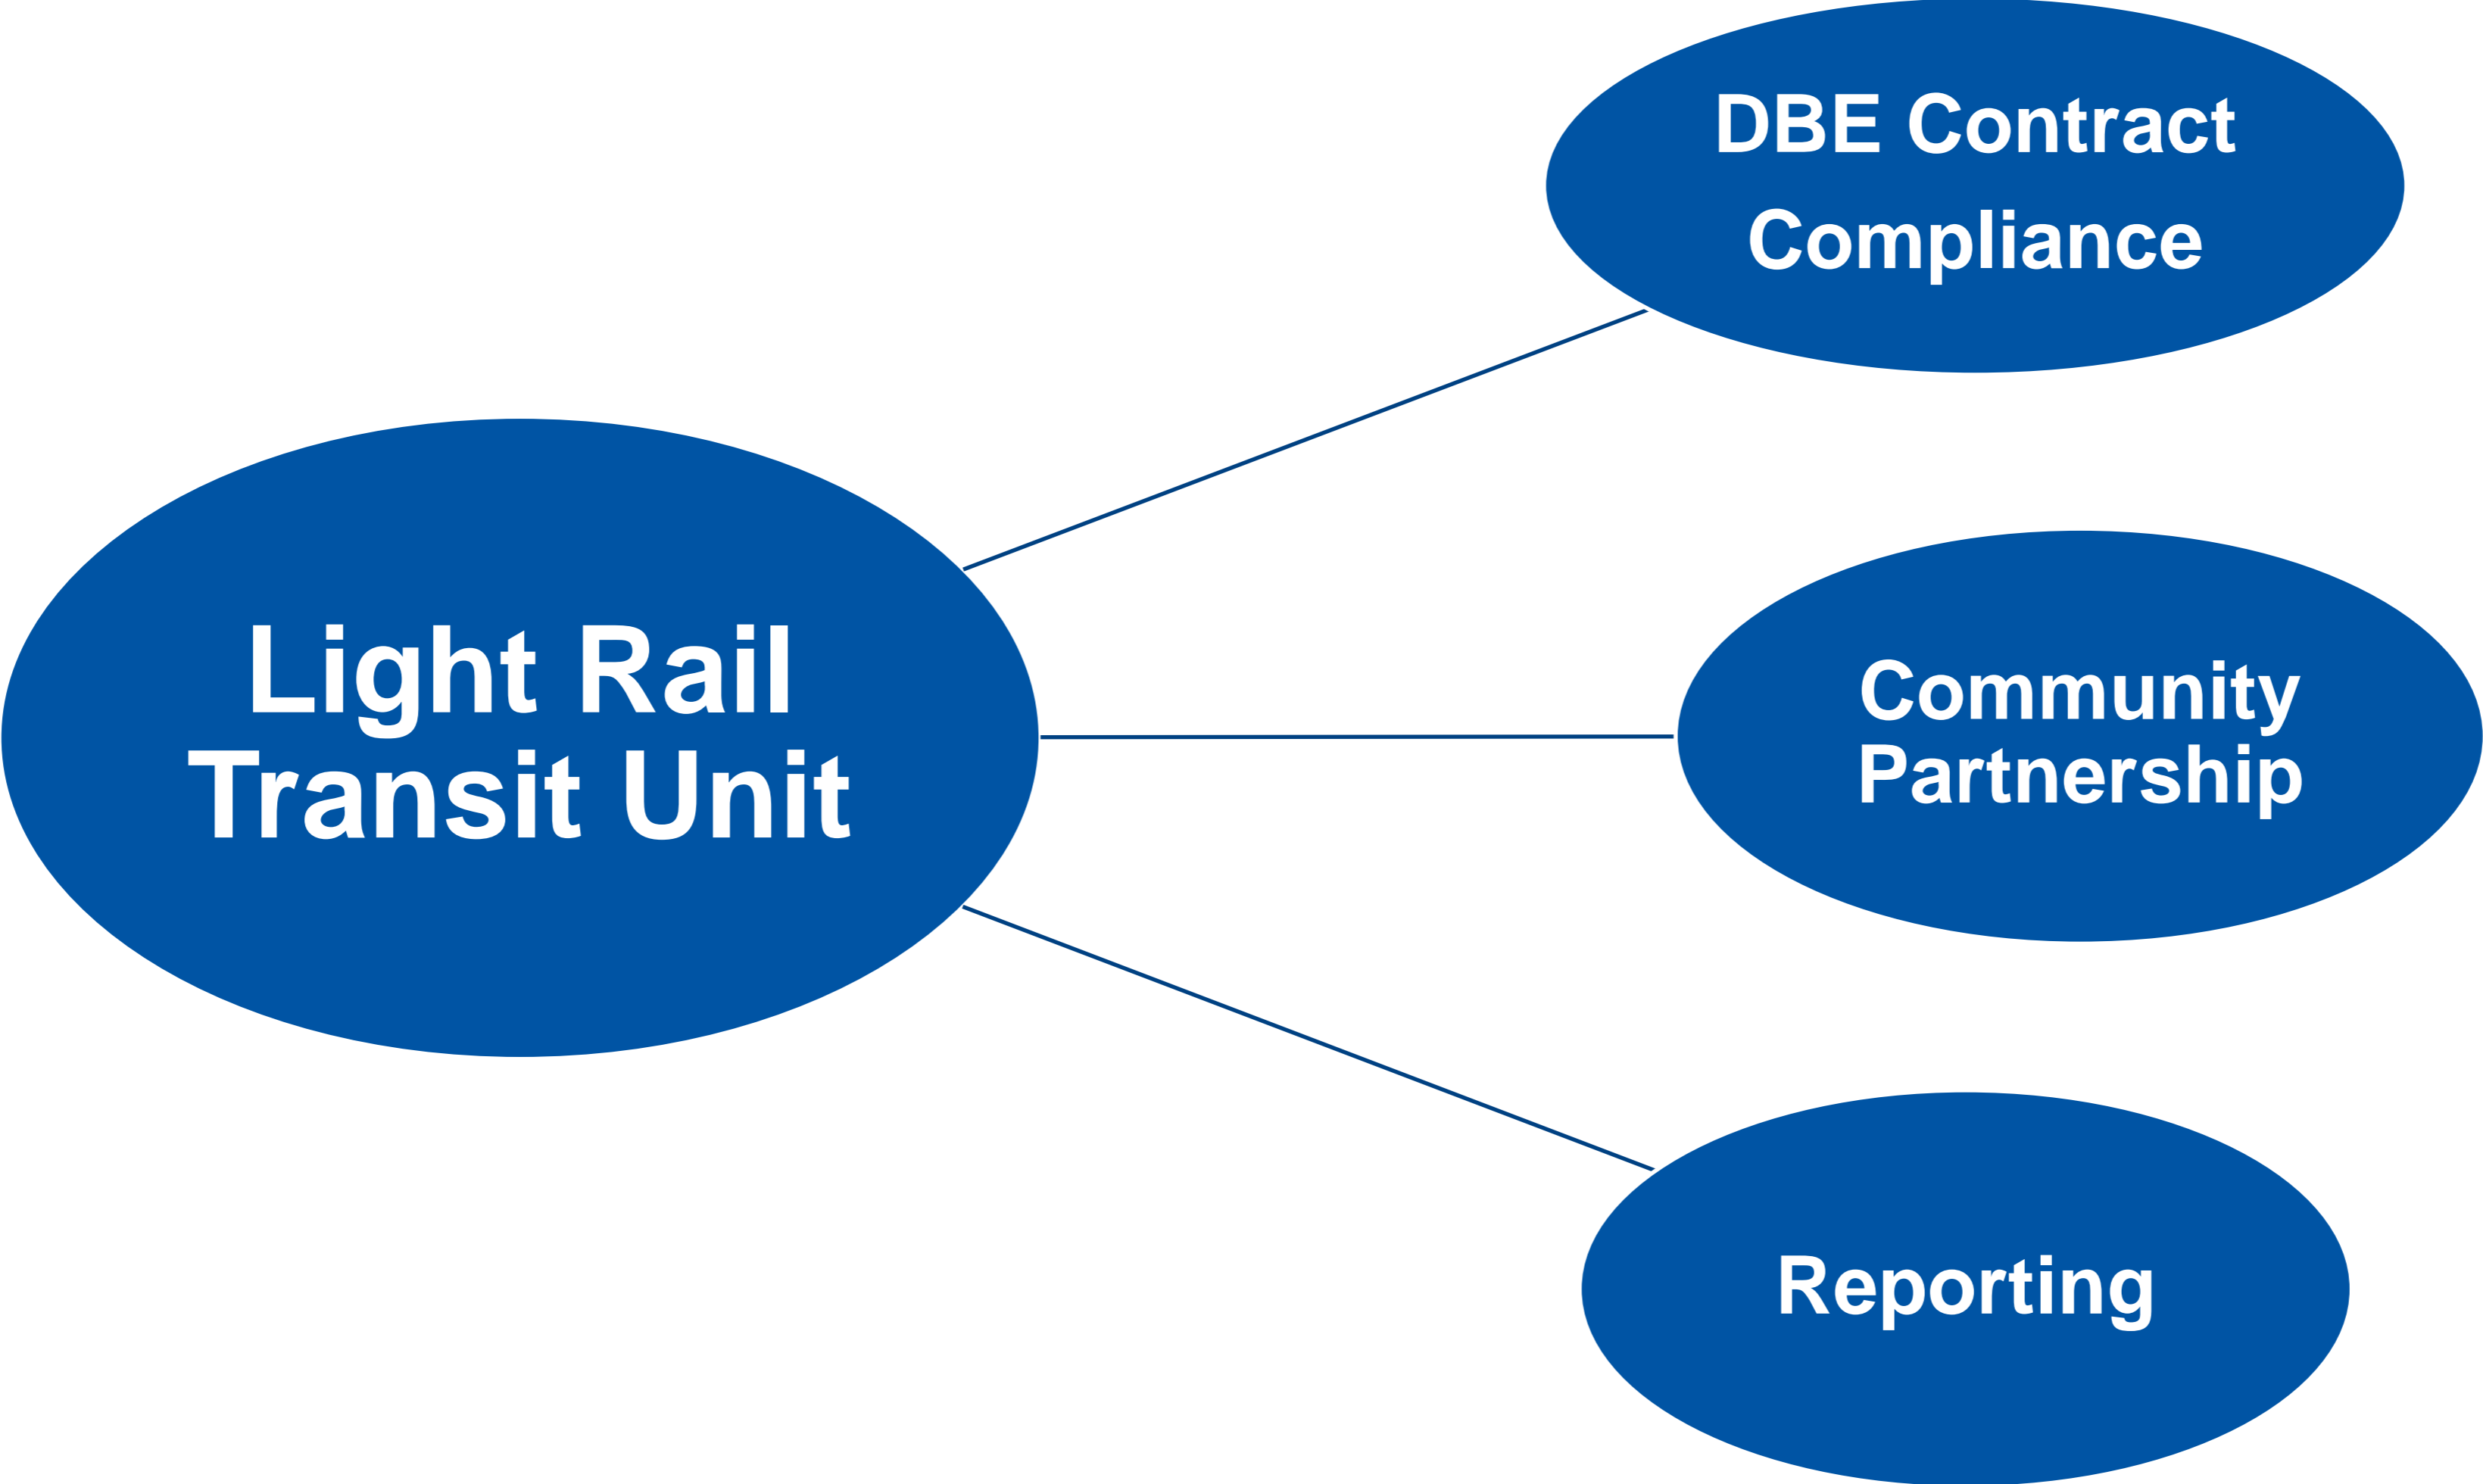 DBE Contract
Compliance
Light Rail
Transit Unit
Community
Partnership
Reporting